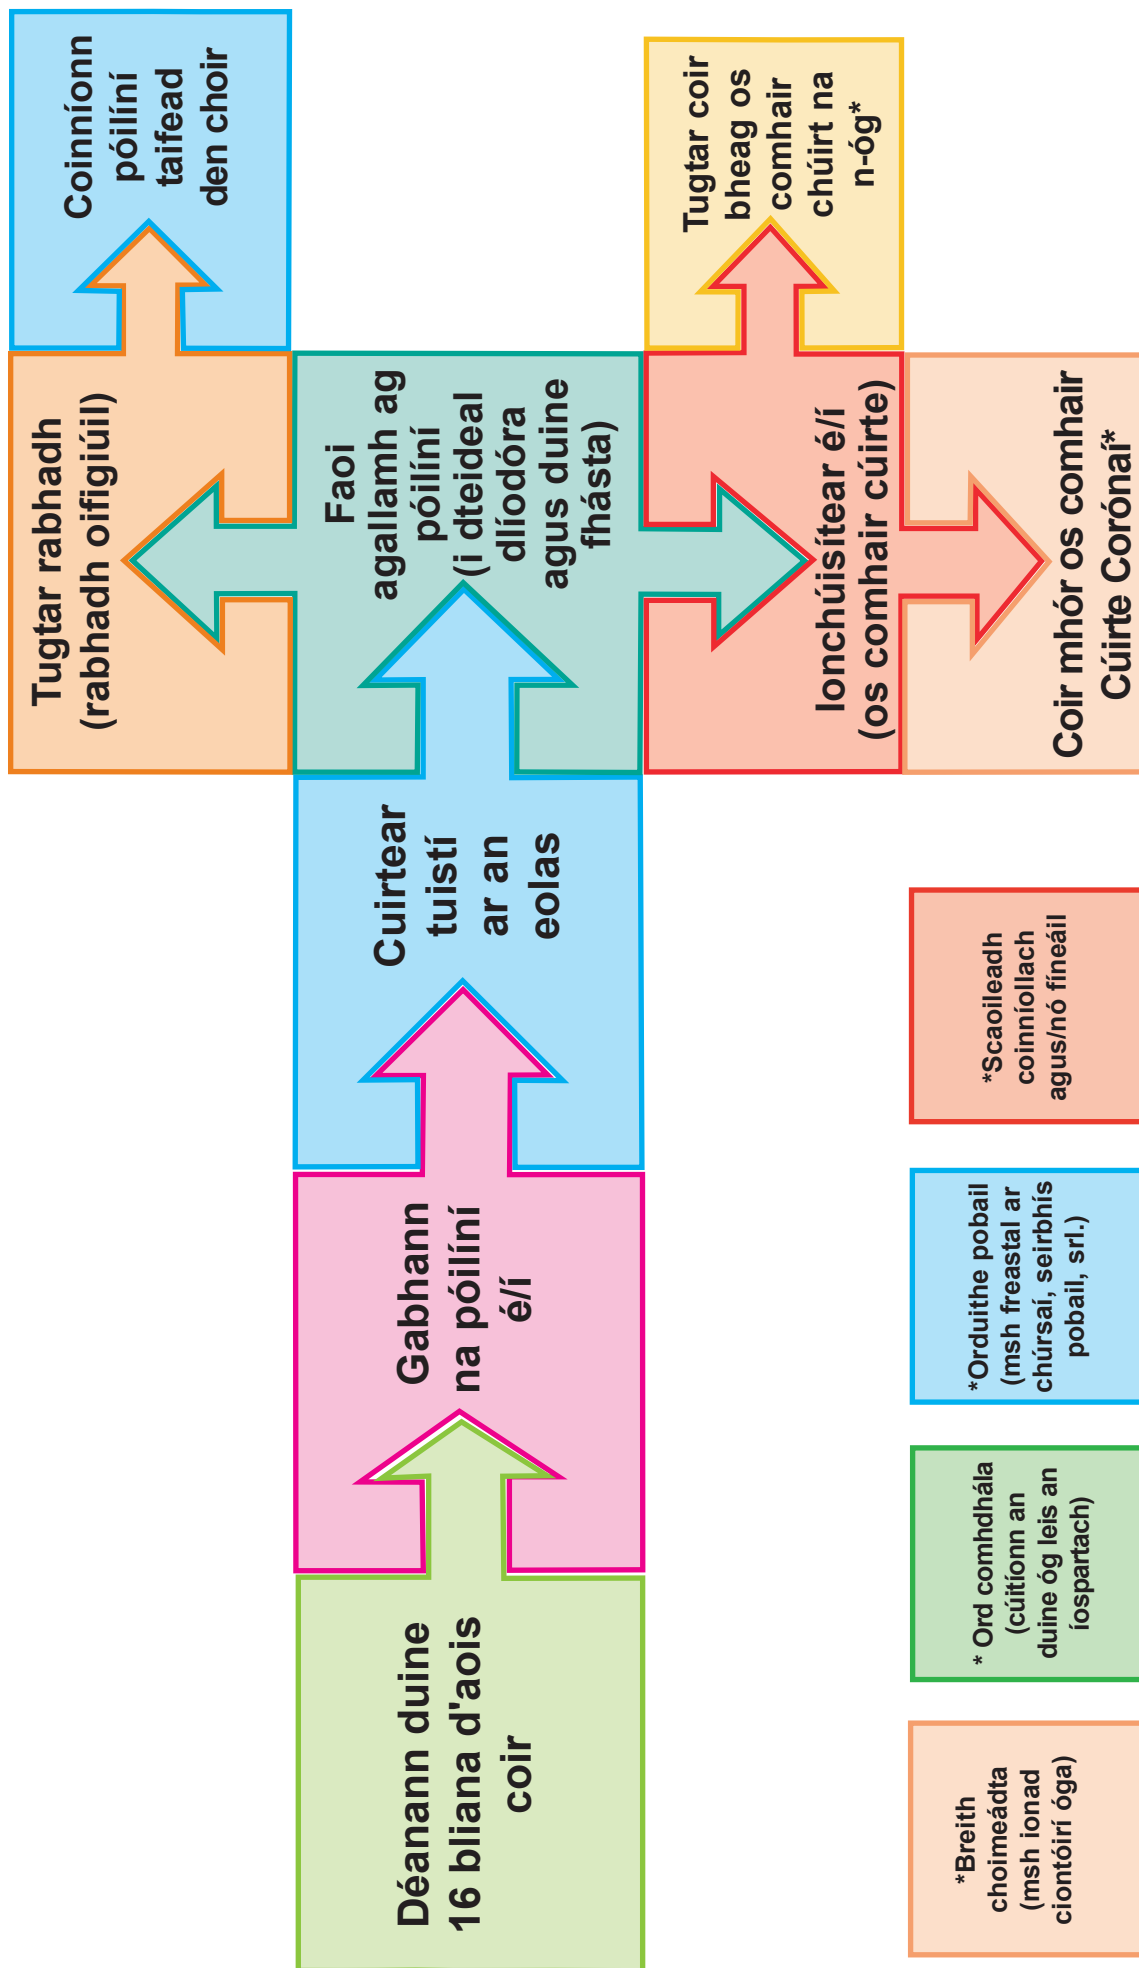 Déanann duine
16 bliana d'aois
coir
Gabhann
na póilíní
é/í
Cuirtear
tuistí
ar an
eolas
Faoi
agallamh ag
póilíní
(i dteideal
dlíodóra
agus duine
fhásta)
Tugtar rabhadh
(rabhadh oifigiúil)
Coinníonn
póilíní
taifead
den choir
Ionchúisítear é/í
(os comhair cúirte)
Tugtar coir
bheag os
comhair
chúirt na
n-óg*
Coir mhór os comhair
Cúirte Corónaí*
*Breith
choimeádta
(msh ionad
ciontóirí óga)
* Ord comhdhála
(cúitíonn an
duine óg leis an
íospartach)
*Orduithe pobail
(msh freastal ar
chúrsaí, seirbhís
pobail, srl.)
*Scaoileadh
coinníollach
agus/nó fíneáil